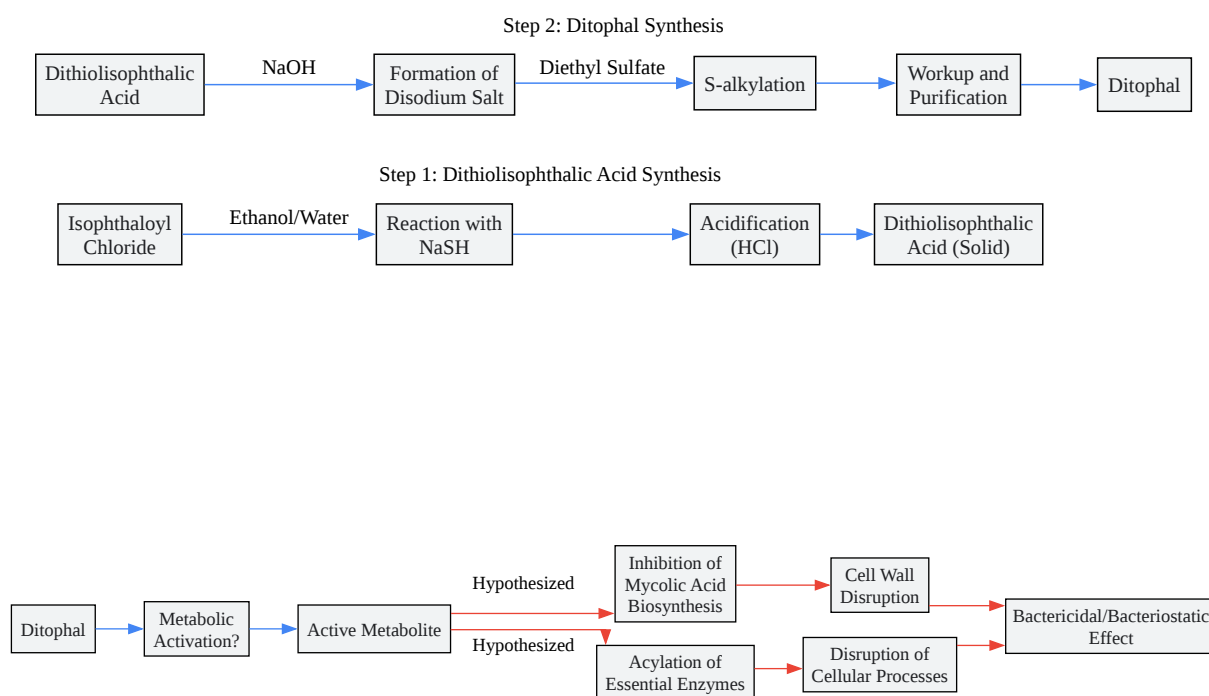 Step 2: Ditophal Synthesis
Dithiolisophthalic
Acid
NaOH
Formation of
Disodium Salt
Diethyl Sulfate
S-alkylation
Workup and
Purification
Ditophal
Step 1: Dithiolisophthalic Acid Synthesis
Isophthaloyl
Chloride
Ethanol/Water
Reaction with
NaSH
Acidification
(HCl)
Dithiolisophthalic
Acid (Solid)
Ditophal
Metabolic
Activation?
Active Metabolite
Hypothesized
Inhibition of
Mycolic Acid
Biosynthesis
Cell Wall
Disruption
Hypothesized
Acylation of
Essential Enzymes
Disruption of
Cellular Processes
Bactericidal/Bacteriostatic
Effect